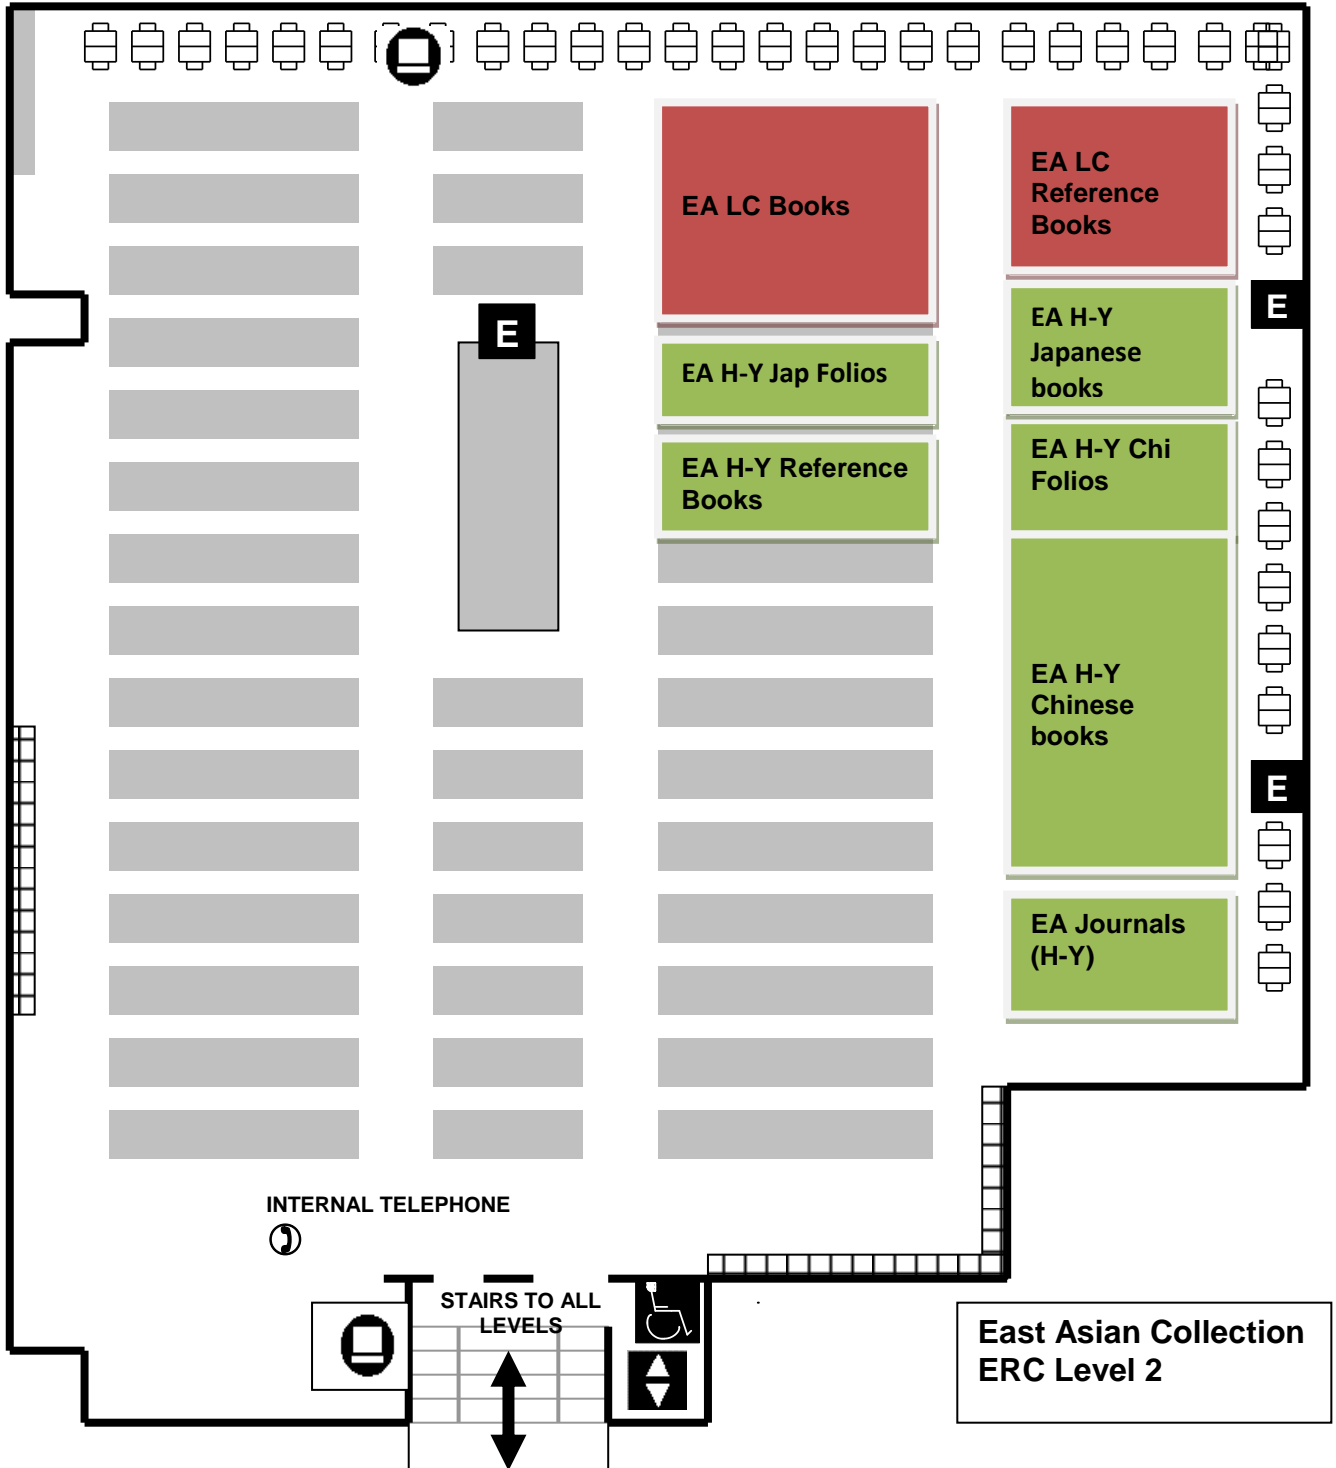 EA LC Books
EA LC
Reference
Books
E
E
EA H-Y
Japanese
books
EA H-Y Jap Folios
EA H-Y Chi
Folios
EA H-Y Reference
Books
EA H-Y
Chinese
books
E
EA Journals
(H-Y)
INTERNAL TELEPHONE
STAIRS TO ALL
LEVELS
East Asian Collection
ERC Level 2